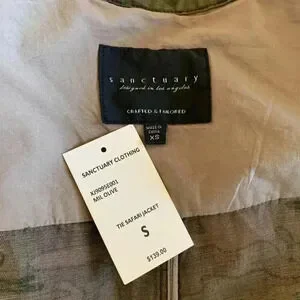 sanctuary
designed in los angeles
CRAFTED & TAILORED
MADE IN
CHINA
XS
SANCTUARY CLOTHING
XJ9095E001
MIL OLIVE
TIE SAFARI JACKET
S
$139.00